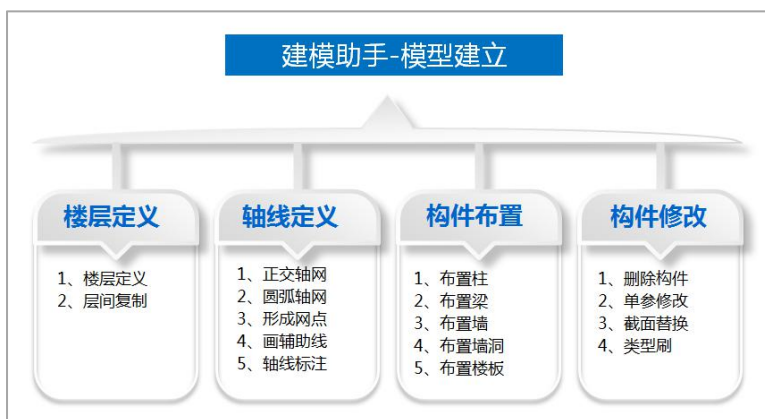 建模助手-模型建立
楼层定义
1、楼层定义
2、层间复制
轴线定义
1、正交轴网
2、圆弧轴网
3、形成网点
4、画辅助线
5、轴线标注
构件布置
1、布置柱
2、布置梁
3、布置墙
4、布置墙洞
5、布置楼板
构件修改
1、删除构件
2、单参修改
3、截面替换
4、类型刷